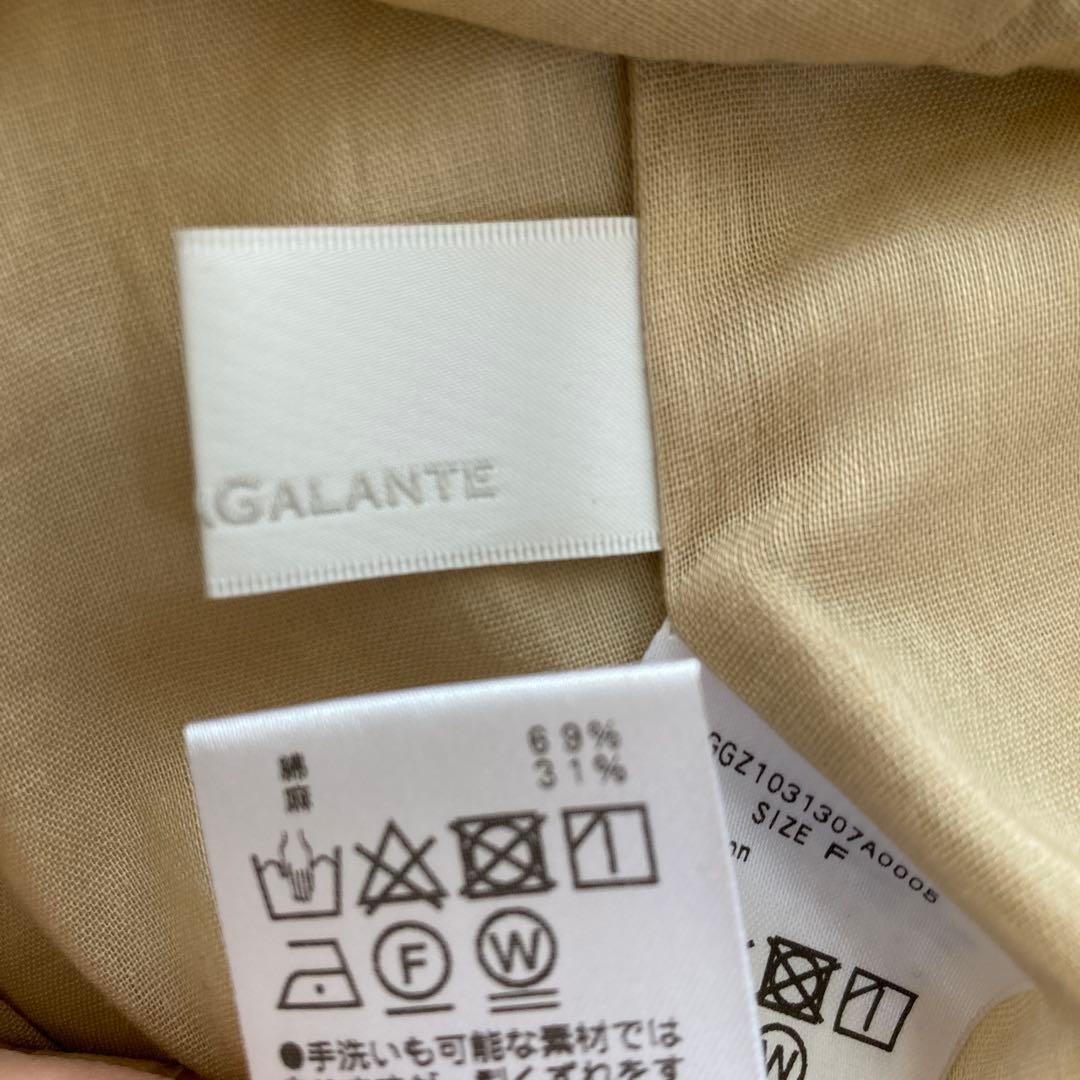 GALANTE
綿 69%
麻 31%
F W
●手洗いも可能な素材では
GGZ1031307A0005
SIZE F
W